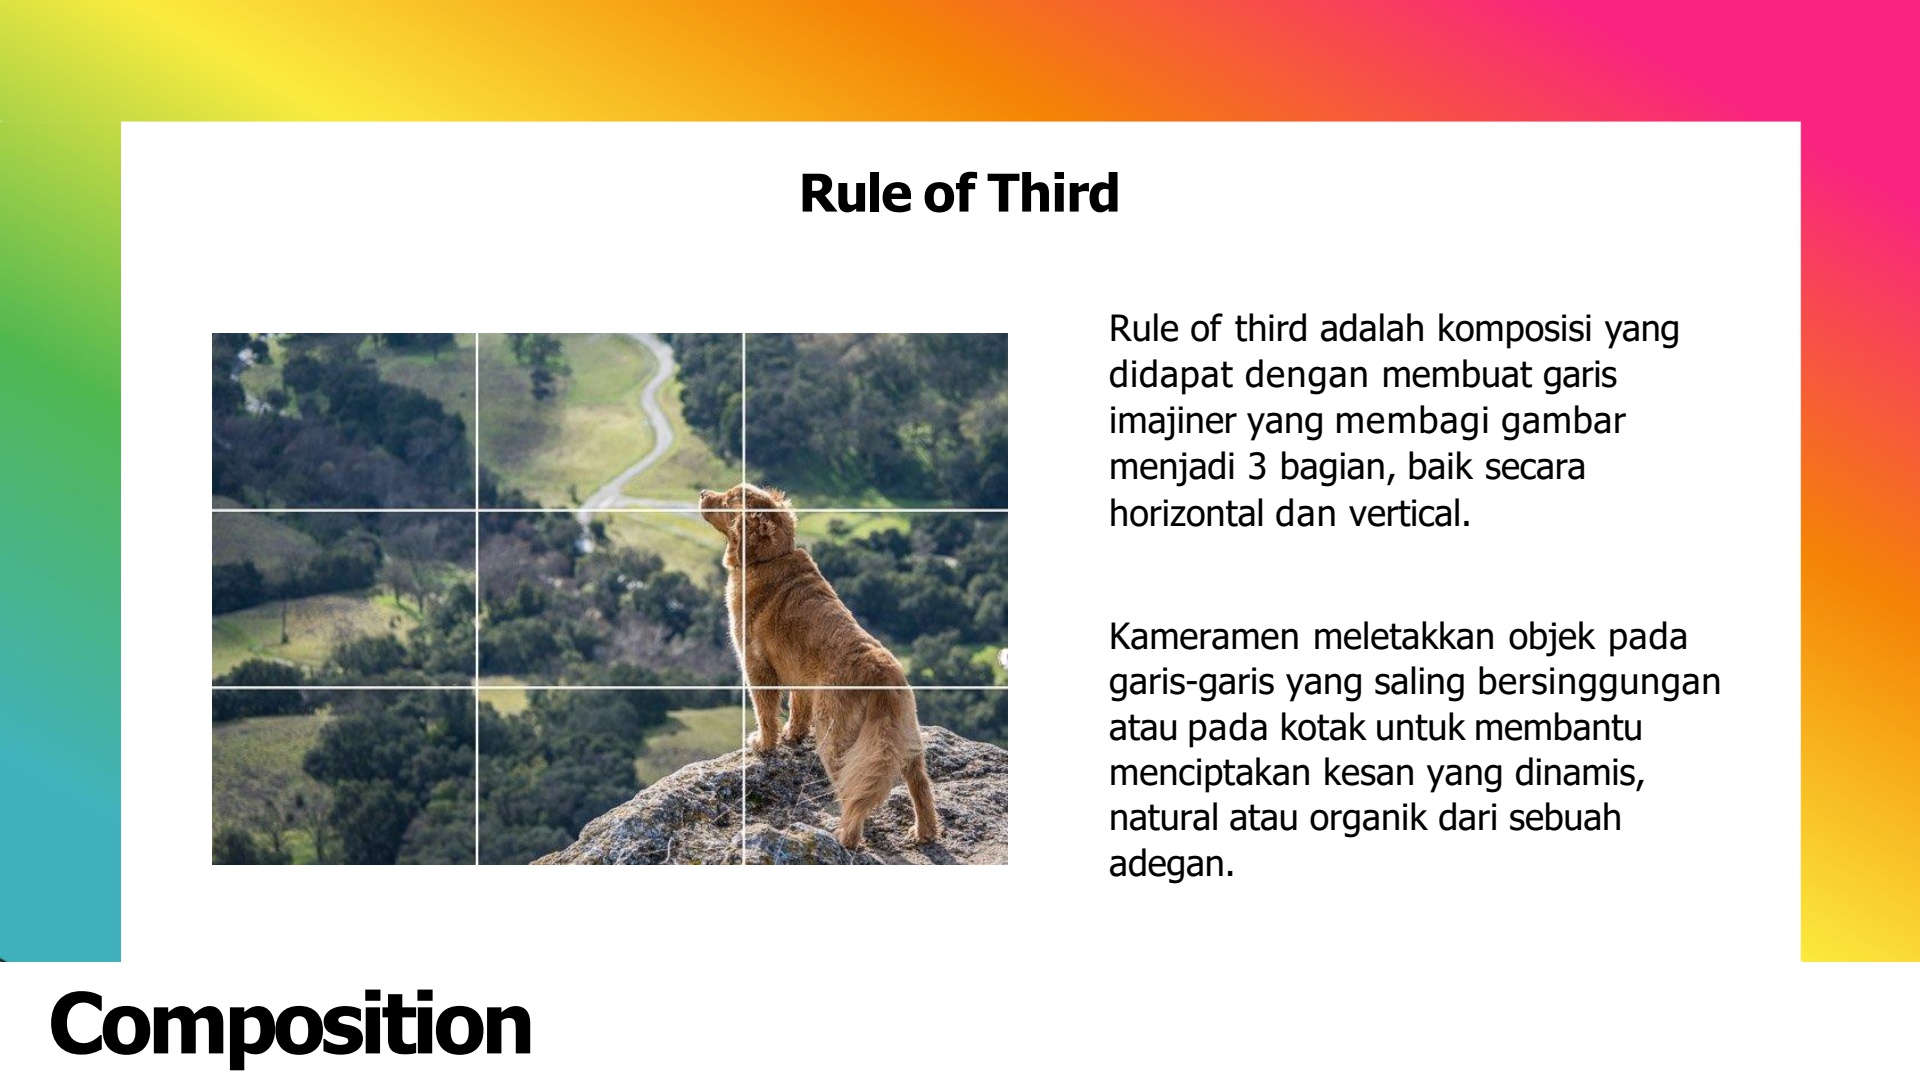 Rule of Third
Rule of third adalah komposisi yang
didapat dengan membuat garis
imajiner yang membagi gambar
menjadi 3 bagian, baik secara
horizontal dan vertical.
Kameramen meletakkan objek pada
garis-garis yang saling bersinggungan
atau pada kotak untuk membantu
menciptakan kesan yang dinamis,
natural atau organik dari sebuah
adegan.
Composition